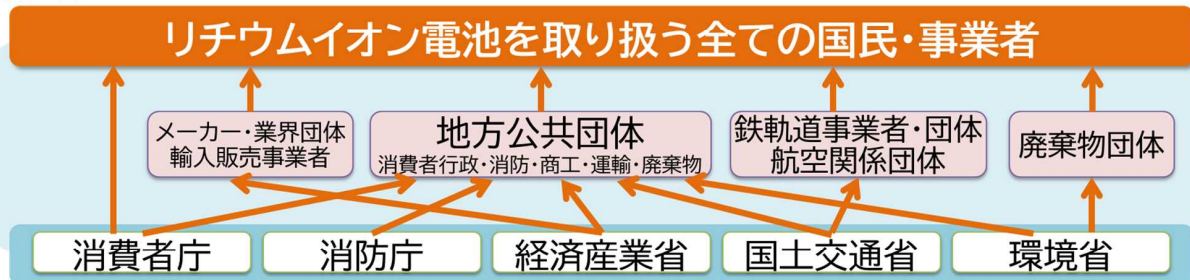 リチウムイオン電池を取り扱う全ての国民・事業者
メーカー・業界団体
輸入販売事業者
地方公共団体
消費者行政・消防・商工・運輸・廃棄物
鉄軌道事業者・団体
航空関係団体
廃棄物団体
消費者庁
消防庁
経済産業省
国土交通省
環境省